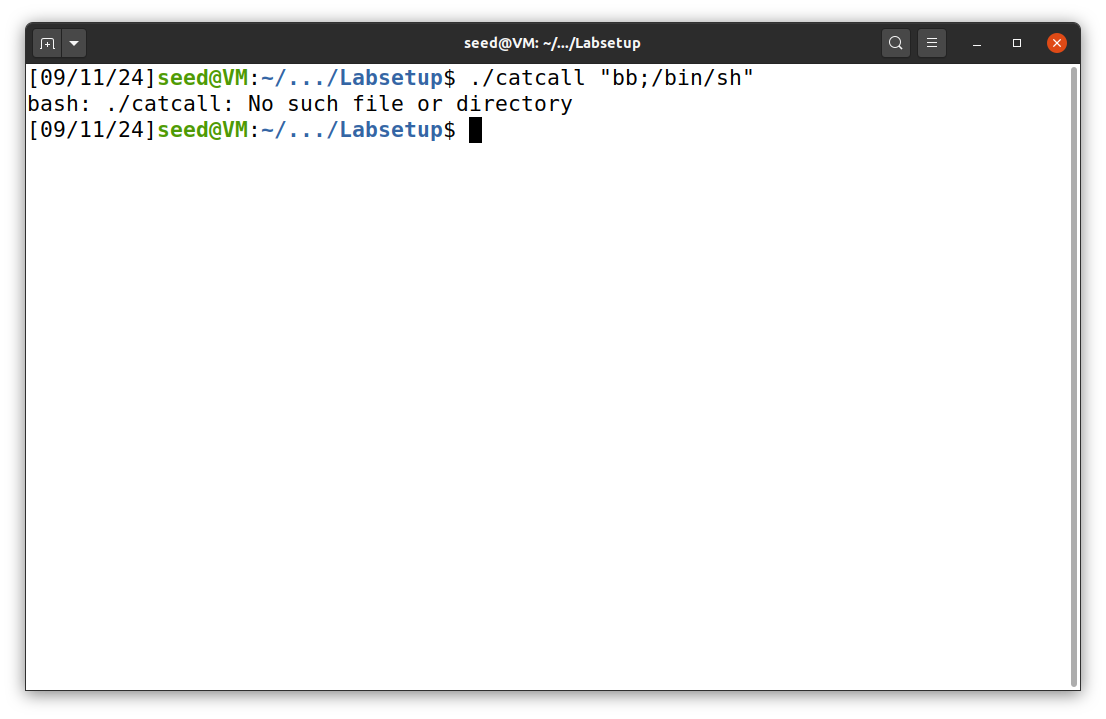 seed@VM: ~/.../Labsetup
[09/11/24]seed@VM:~/.../Labsetup$ ./catcall "bb;/bin/sh"
bash: ./catcall: No such file or directory
[09/11/24]seed@VM:~/.../Labsetup$